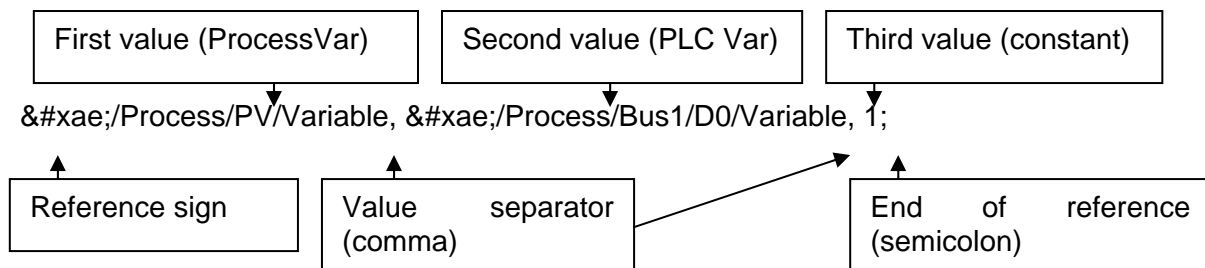 First value (ProcessVar)
Second value (PLC Var)
Third value (constant)
&#xae;/Process/PV/Variable, &#xae;/Process/Bus1/D0/Variable, 1;
Reference sign
Value separator
(comma)
End of reference
(semicolon)